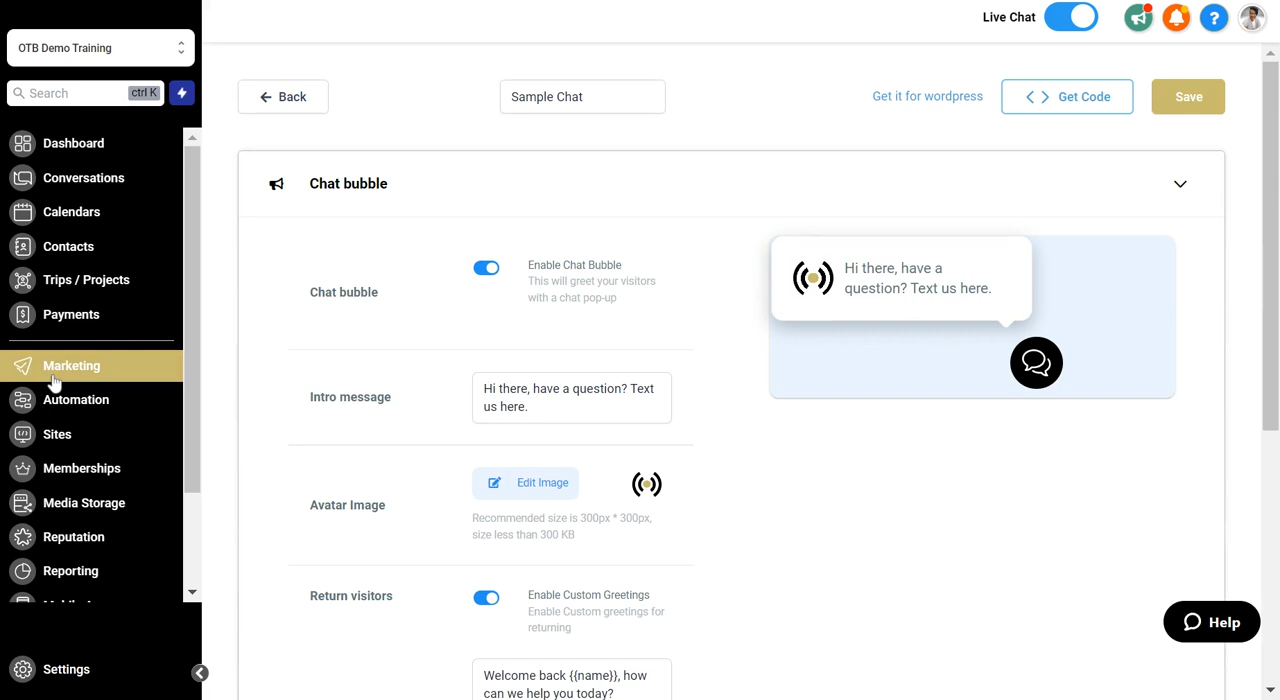 OTB Demo Training
Search
ctrl K
Dashboard
Conversations
Calendars
Contacts
Trips / Projects
Payments
Marketing
Automation
Sites
Memberships
Media Storage
Reputation
Reporting
Settings
Live Chat
?
Back
Sample Chat
Get it for wordpress
Get Code
Save
Chat bubble
Chat bubble
Enable Chat Bubble
This will greet your visitors
with a chat pop-up
Intro message
Hi there, have a question? Text
us here.
Avatar Image
Edit Image
Recommended size is 300px * 300px,
size less than 300 KB
Return visitors
Enable Custom Greetings
Enable Custom greetings for
returning
Welcome back {{name}}, how
can we help you today?
Hi there, have a
question? Text us here.
Help